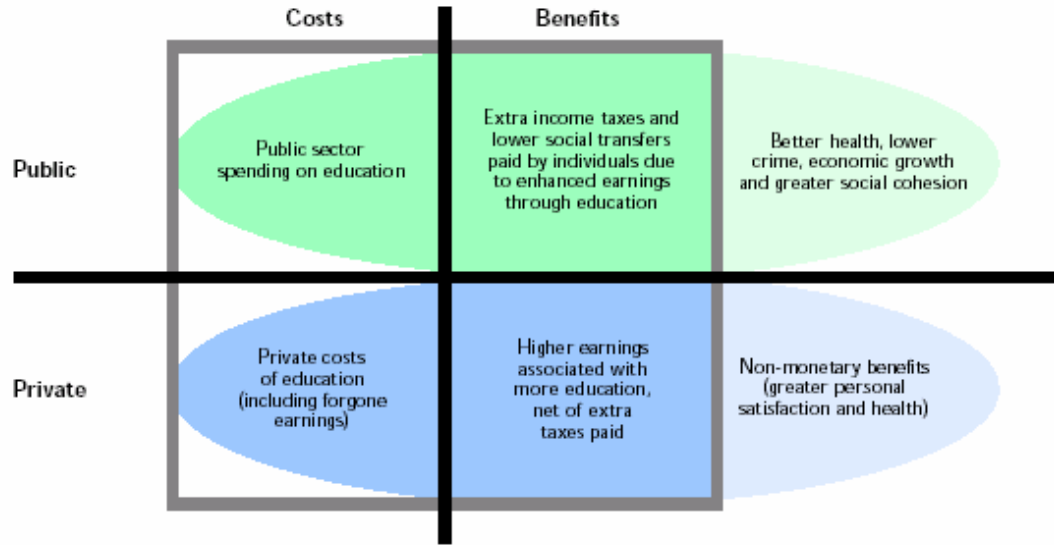 Costs
Benefits
Public
Public sector
spending on education
Extra income taxes and
lower social transfers
paid by individuals due
to enhanced earnings
through education
Better health, lower
crime, economic growth
and greater social cohesion
Private
Private costs
of education
(including forgone
earnings)
Higher earnings
associated with
more education,
net of extra
taxes paid
Non-monetary benefits
(greater personal
satisfaction and health)